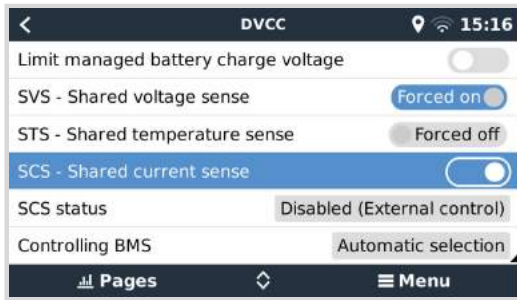 DVCC 15:16
Limit managed battery charge voltage
SVS - Shared voltage sense Forced on
STS - Shared temperature sense Forced off
SCS - Shared current sense
SCS status Disabled (External control)
Controlling BMS Automatic selection
Pages Menu